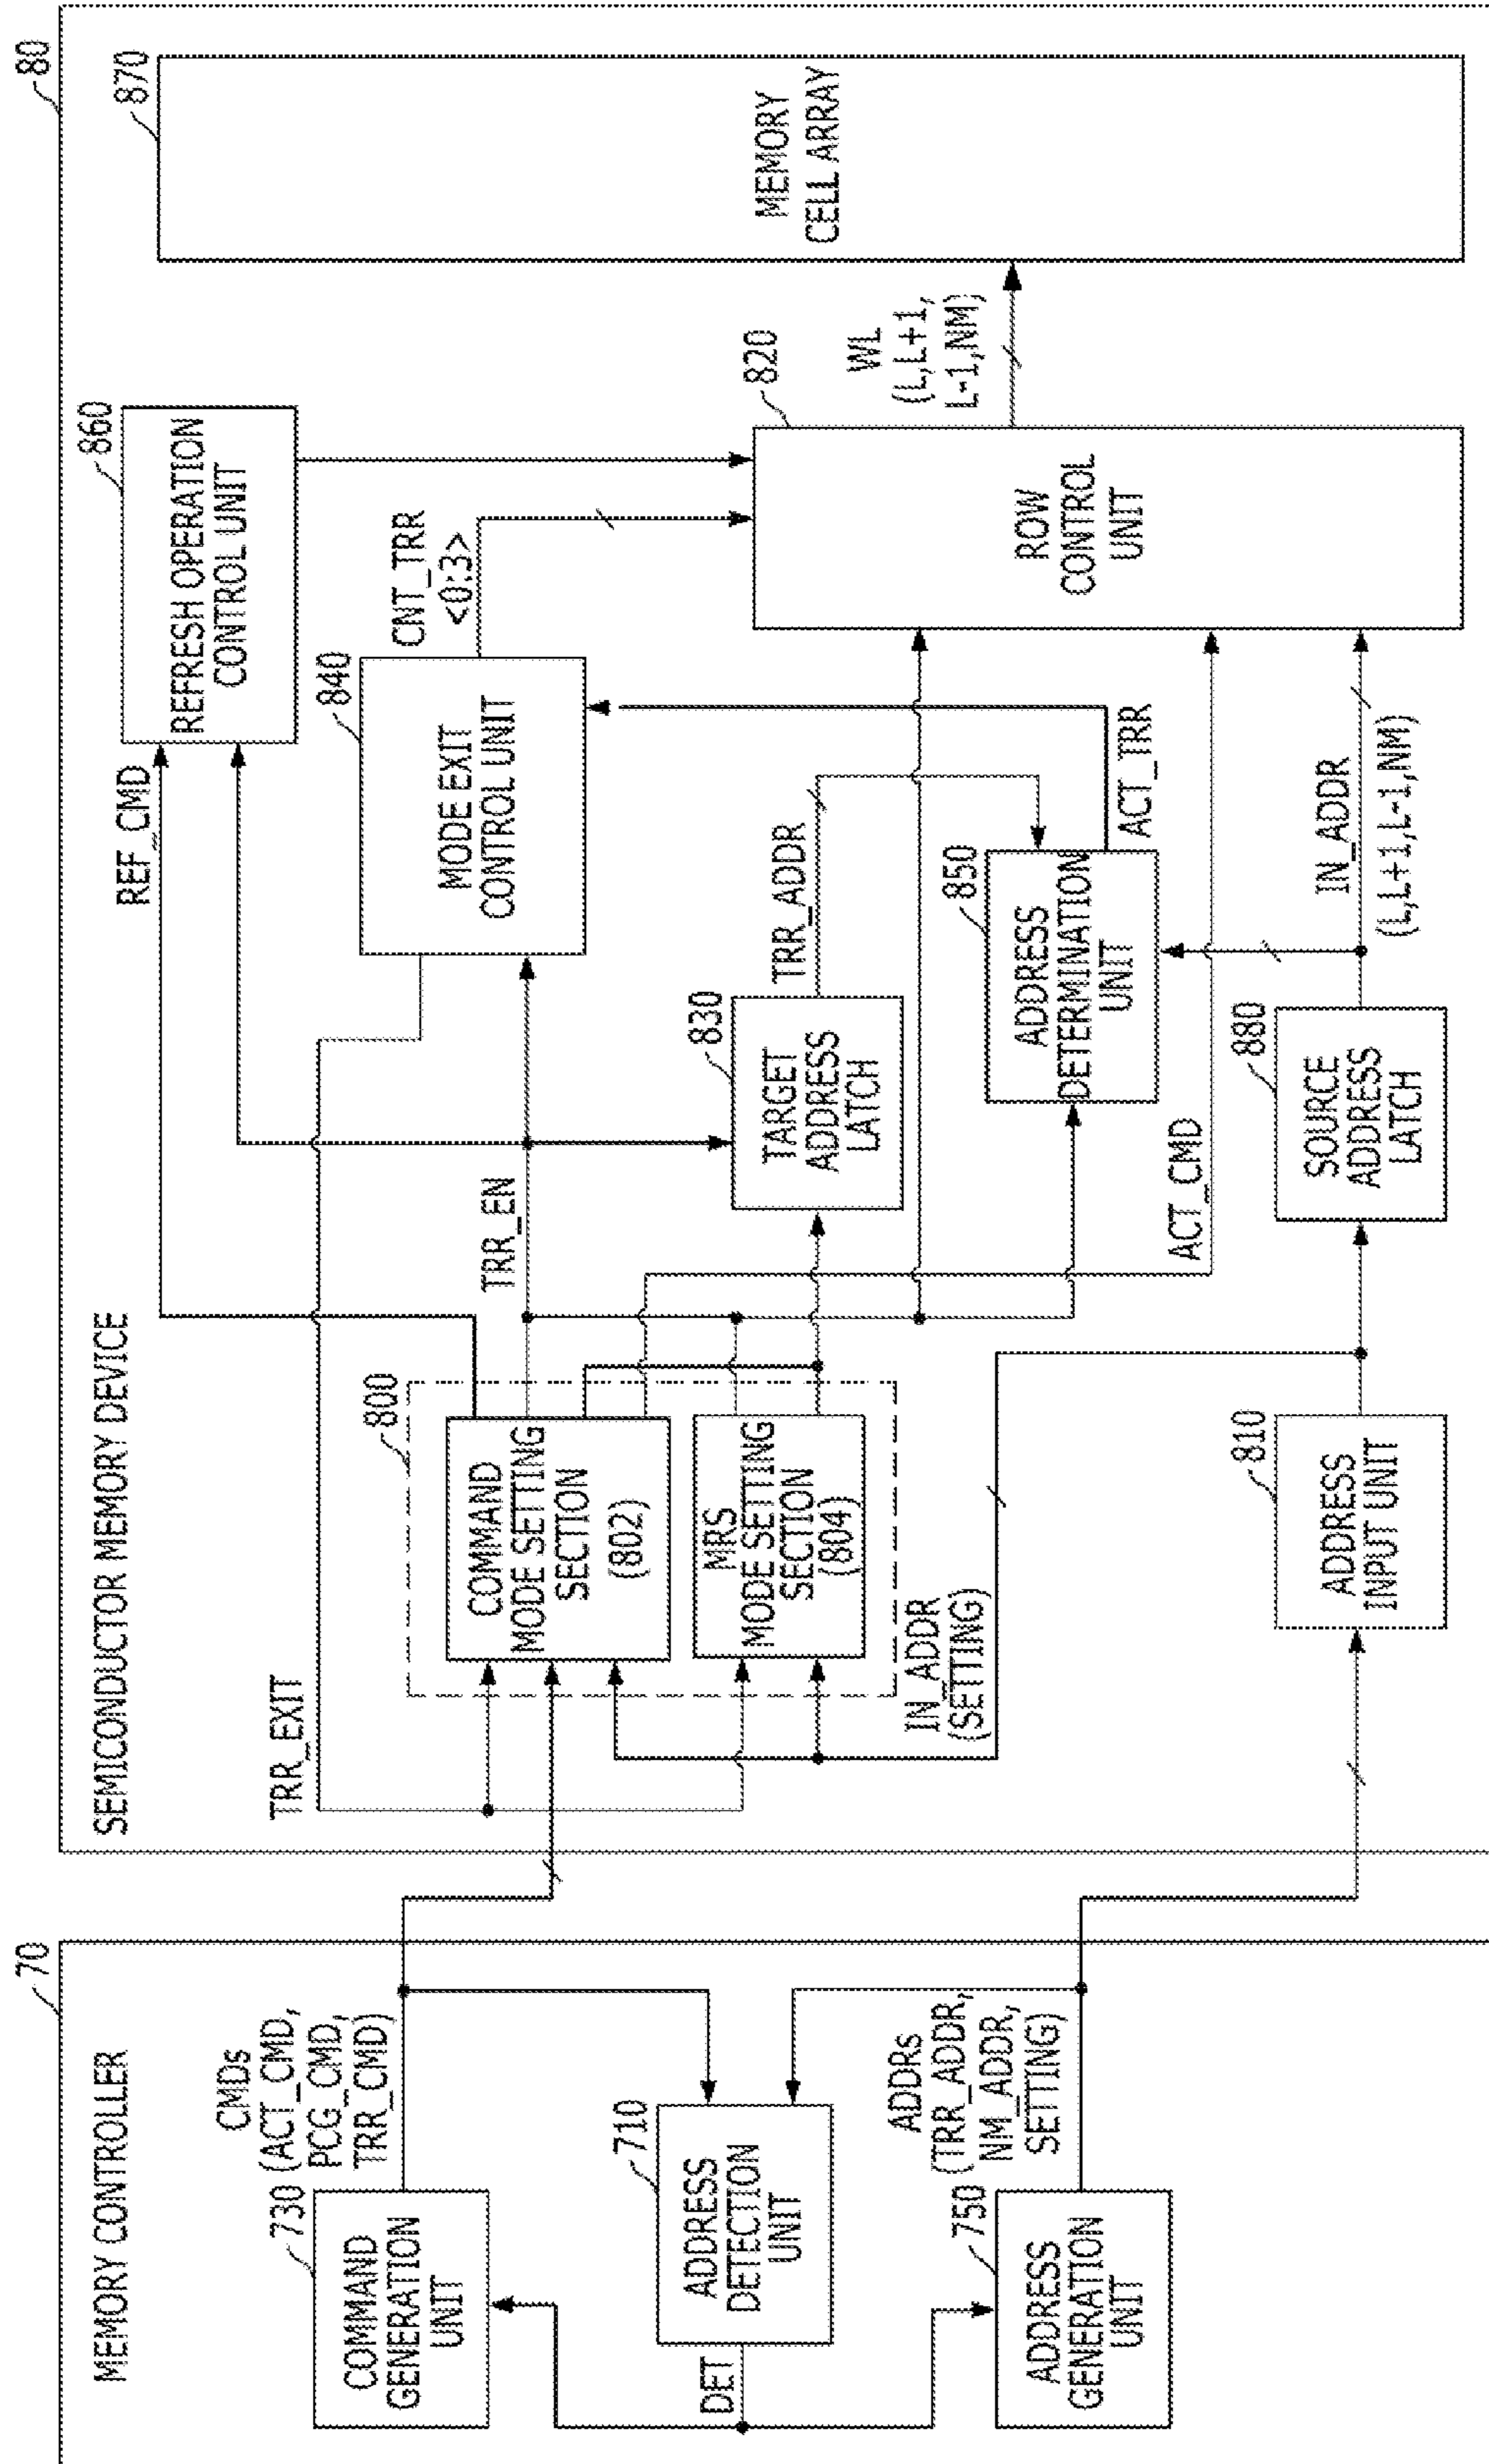 70
MEMORY CONTROLLER
730
COMMAND
GENERATION
UNIT
CMDs
(ACT_CMD,
PCG_CMD,
TRR_CMD)
710
ADDRESS
DETECTION
UNIT
DET
750
ADDRESS
GENERATION
UNIT
ADDRs
(TRR_ADDR,
NM_ADDR,
SETTING)
80
SEMICONDUCTOR MEMORY DEVICE
TRR_EXIT
800
COMMAND
MODE SETTING
SECTION
(802)
MRS
MODE SETTING
SECTION
(804)
IN_ADDR
(SETTING)
810
ADDRESS
INPUT UNIT
REF_CMD
TRR_EN
ACT_CMD
830
TARGET
ADDRESS
LATCH
TRR_ADDR
850
ADDRESS
DETERMINATION
UNIT
ACT_TRR
880
SOURCE
ADDRESS
LATCH
IN_ADDR
(L,L+1,L-1,NM)
840
MODE EXIT
CONTROL UNIT
CNT_TRR
<0:3>
860
REFRESH OPERATION
CONTROL UNIT
820
ROW
CONTROL
UNIT
WL
(L,L+1,
L-1,NM)
870
MEMORY
CELL ARRAY